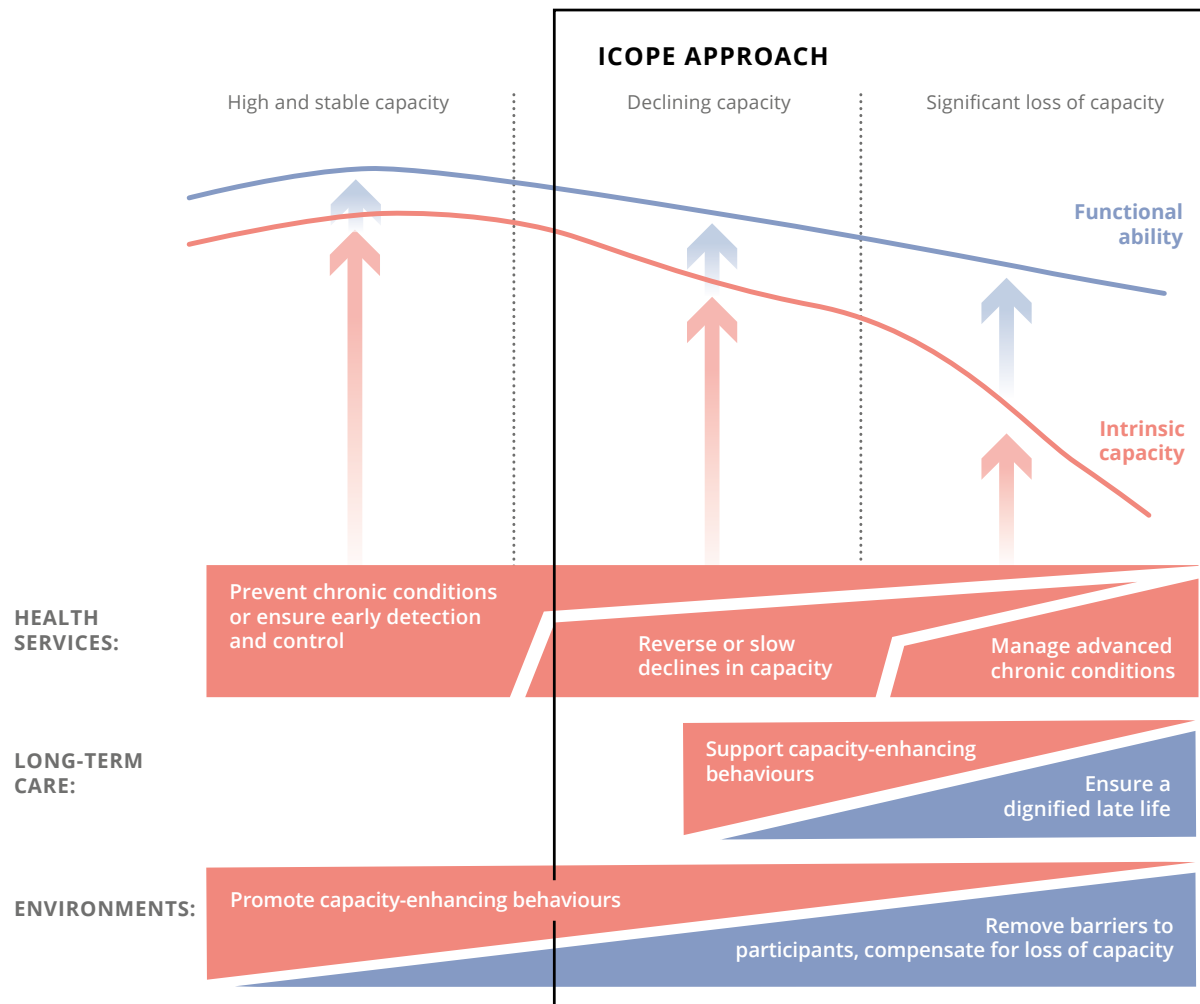 ICOPE APPROACH
High and stable capacity
Declining capacity
Significant loss of capacity
Functional
ability
Intrinsic
capacity
HEALTH
SERVICES:
Prevent chronic conditions
or ensure early detection
and control
Reverse or slow
declines in capacity
Manage advanced
chronic conditions
LONG-TERM
CARE:
Support capacity-enhancing
behaviours
Ensure a
dignified late life
ENVIRONMENTS:
Promote capacity-enhancing behaviours
Remove barriers to
participants, compensate for loss of capacity